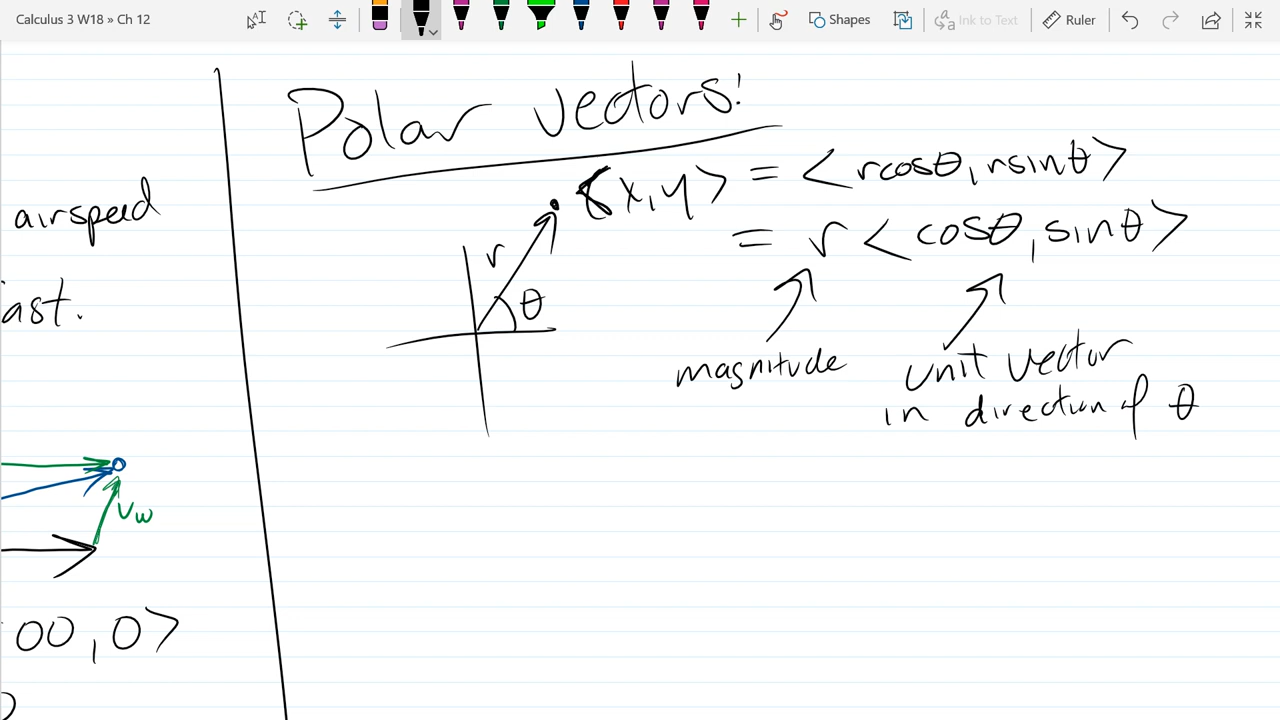 Calculus 3 W18 » Ch 12
Ink to Text
Shapes
Ruler
airspeed
ast.
Vw
00, 0>
Polar vectors:
<x, y> = <rcosθ, rsinθ>
= r <cosθ, sinθ>
r
θ
magnitude
unit vector
in direction of θ